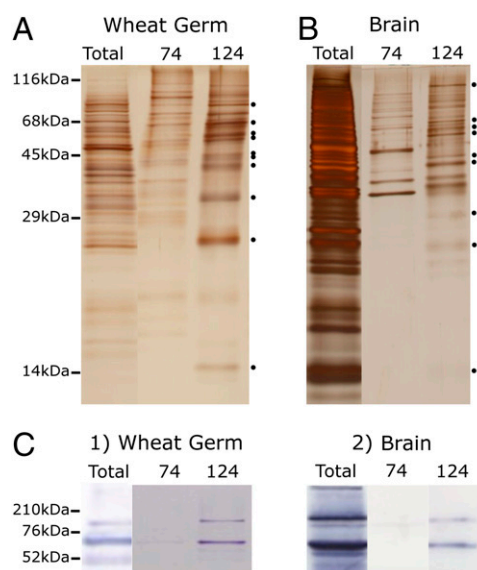 A Wheat Germ
Total 74 124
116kDa
68kDa
45kDa
29kDa
14kDa
B Brain
Total 74 124
C 1) Wheat Germ
Total 74 124
210kDa
76kDa
52kDa
2) Brain
Total 74 124